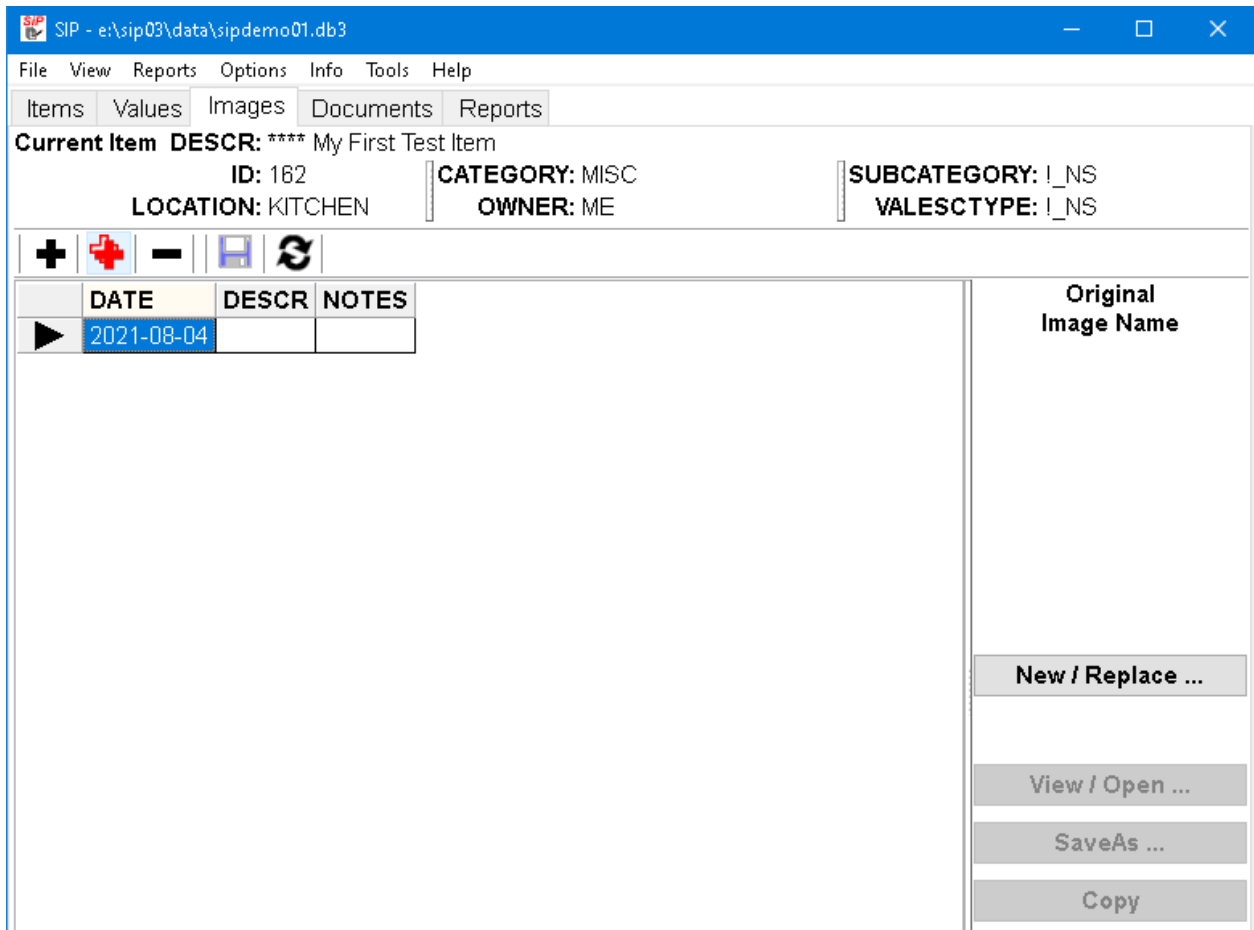 SIP SIP - e:\sip03\data\sipdemo01.db3
File View Reports Options Info Tools Help
Items Values Images Documents Reports
Current Item DESCR: **** My First Test Item
ID: 162 CATEGORY: MISC SUBCATEGORY: !_NS
LOCATION: KITCHEN OWNER: ME VALESCTYPE: !_NS
DATE DESCR NOTES
2021-08-04
Original
Image Name
New / Replace ...
View / Open ...
SaveAs ...
Copy